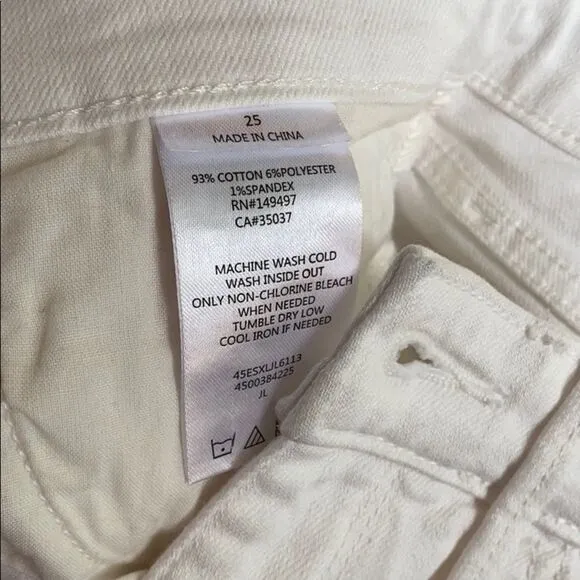 25
MADE IN CHINA
93% COTTON 6%POLYESTER
1%SPANDEX
RN#149497
CA#35037
MACHINE WASH COLD
WASH INSIDE OUT
ONLY NON-CHLORINE BLEACH
WHEN NEEDED
TUMBLE DRY LOW
COOL IRON IF NEEDED
45ESXLJL6113
4500384225
JL